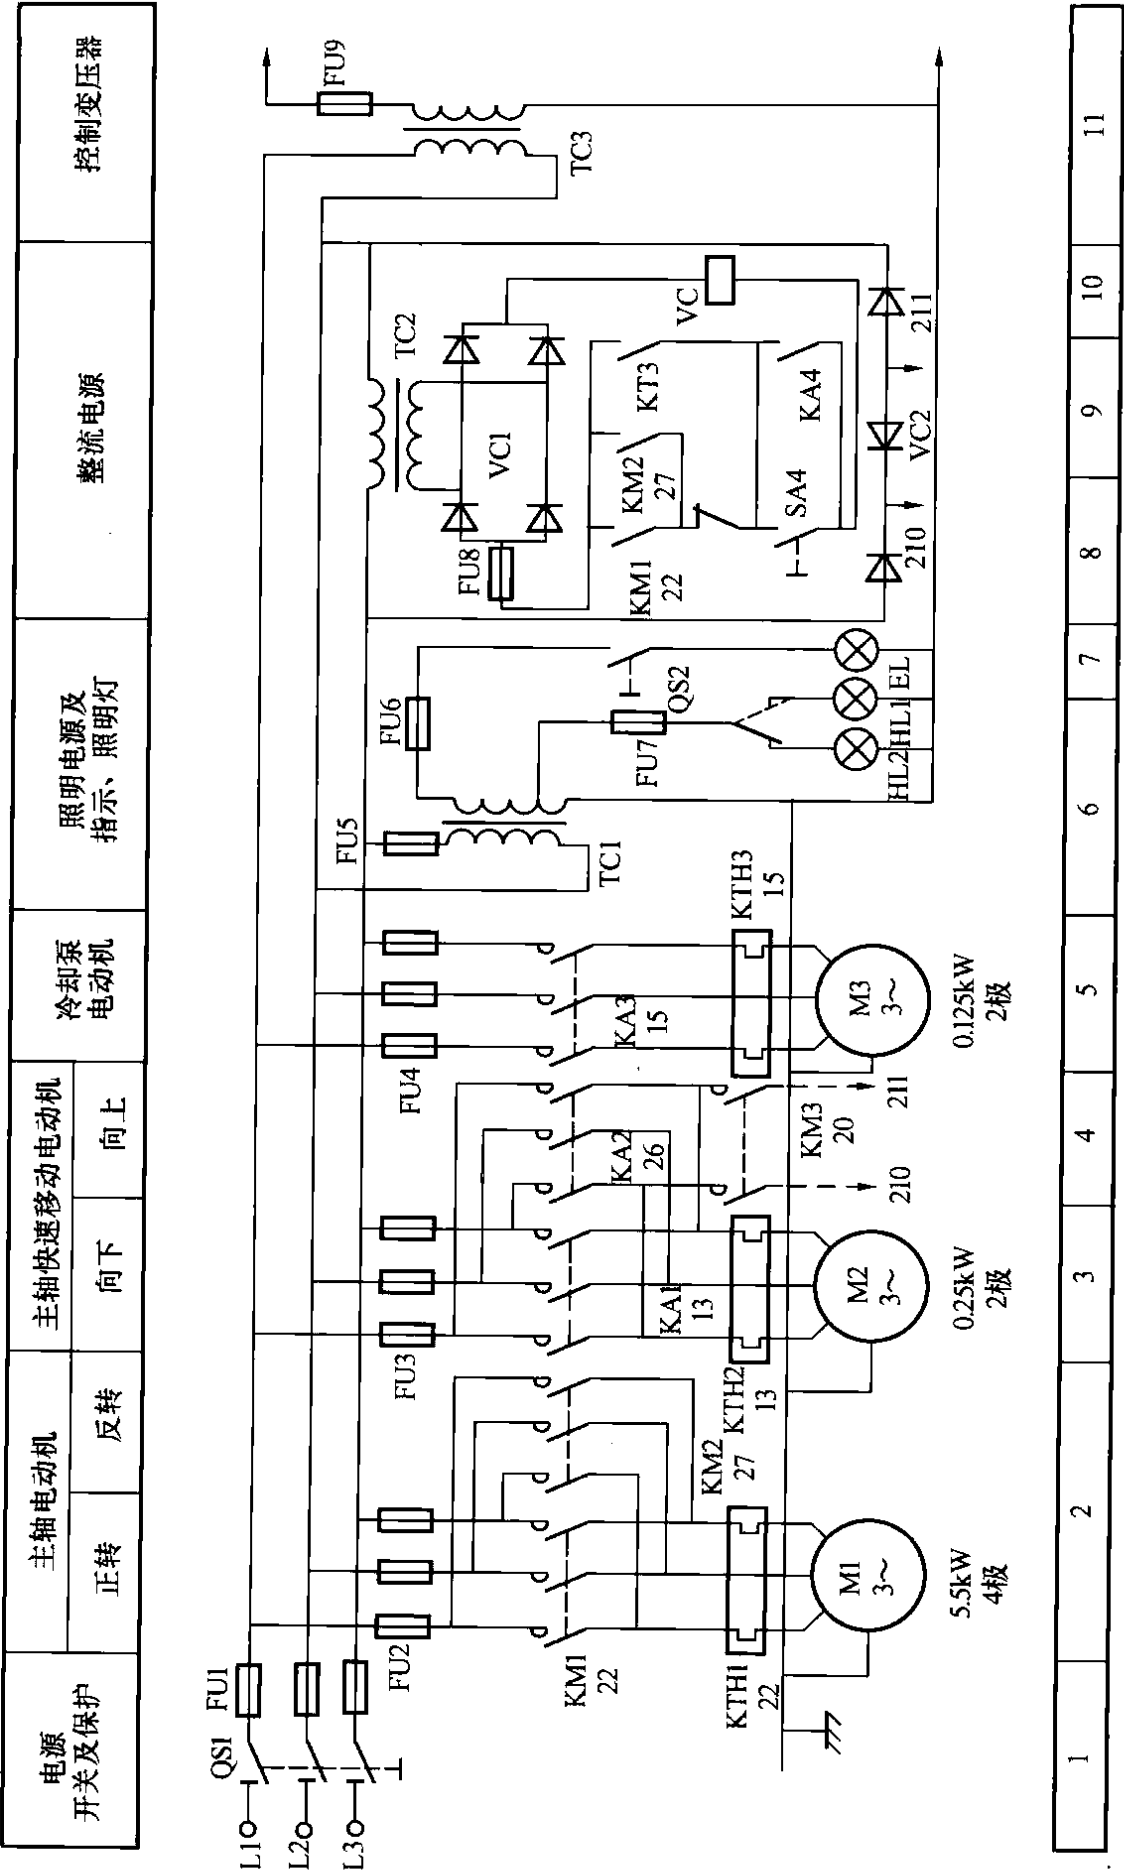 电源
开关及保护
主轴电动机
正转
反转
主轴快速移动电动机
向下
向上
冷却泵
电动机
照明电源及
指示、照明灯
整流电源
控制变压器
L1
L2
L3
QS1
FU1
FU2
KM1
22
KTH1
22
M1
3～
5.5kW
4极
KM2
27
FU3
KA1
13
KTH2
13
M2
3～
0.25kW
2极
KA2
26
KM3
20
210
211
FU4
KA3
15
KTH3
15
M3
3～
0.125kW
2极
FU5
TC1
FU6
FU7
QS2
HL2
HL1
EL
FU8
VC1
TC2
KM1
22
KM2
27
KT3
SA4
KA4
VC
210
VC2
211
TC3
FU9
1
2
3
4
5
6
7
8
9
10
11